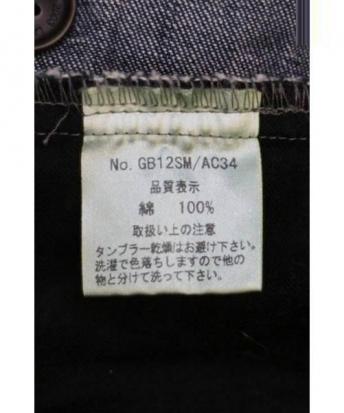 No. GB12SM/AC34
品質表示
綿 100%
取扱い上の注意
タンブラー乾燥はお避け下さい。
洗濯で色落ちしますので他の
物と分けて洗って下さい。